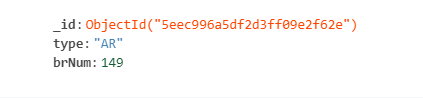 _id: ObjectId("5eec996a5df2d3ff09e2f62e")
type: "AR"
brNum: 149